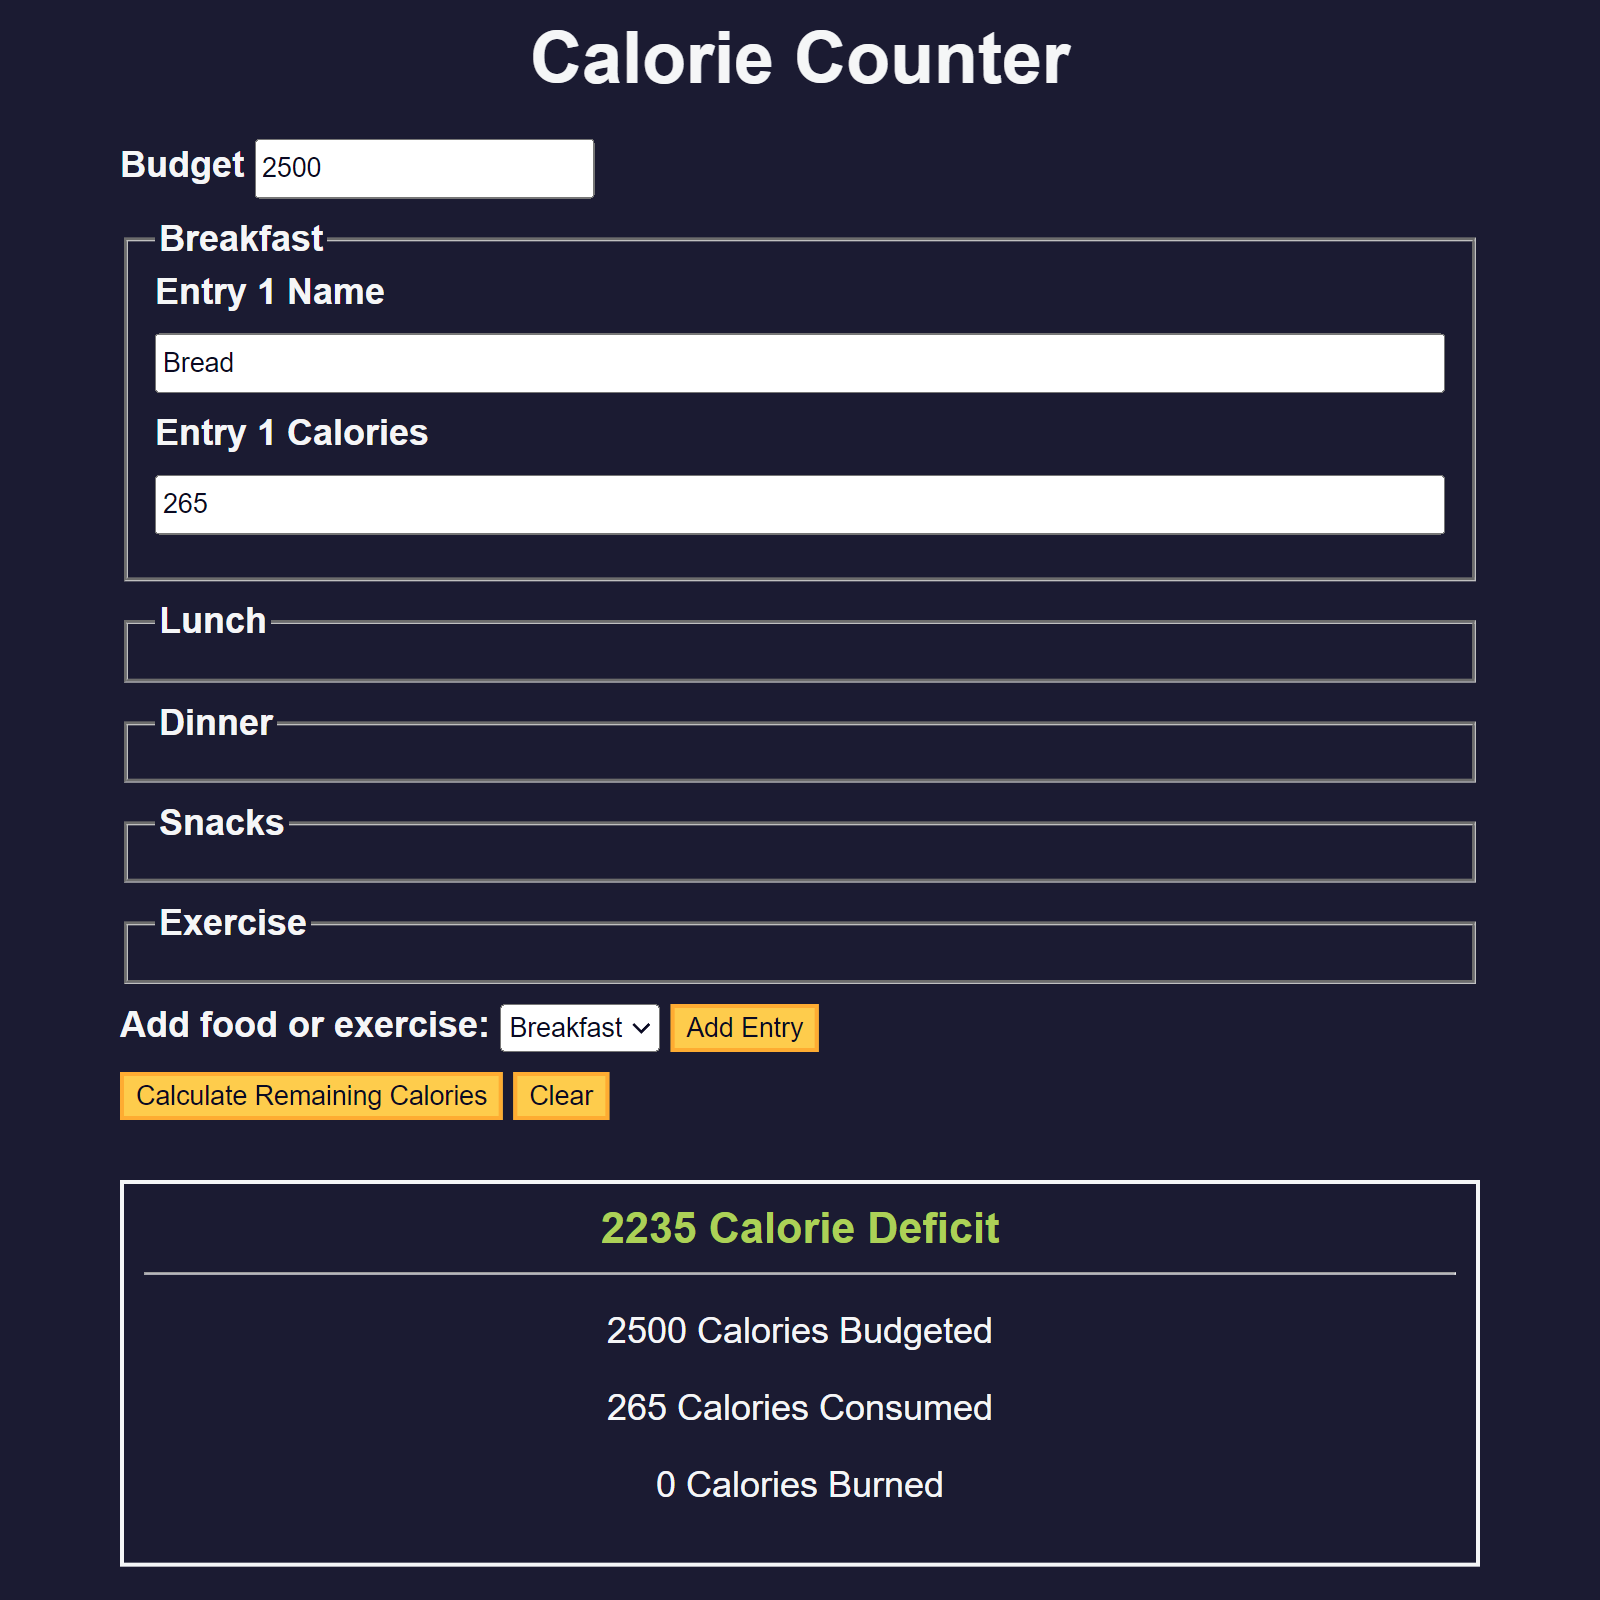 Calorie Counter
Budget 2500
Breakfast
Entry 1 Name
Bread
Entry 1 Calories
265
Lunch
Dinner
Snacks
Exercise
Add food or exercise: Breakfast Add Entry
Calculate Remaining Calories Clear
2235 Calorie Deficit
2500 Calories Budgeted
265 Calories Consumed
0 Calories Burned